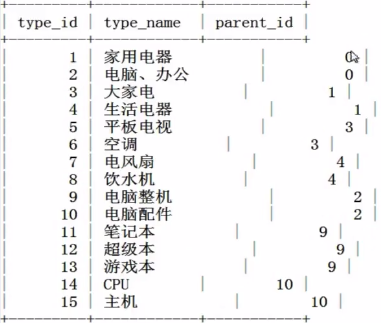 type_id | type_name | parent_id |
1 | 家用电器 | 0 |
2 | 电脑、办公 | 0 |
3 | 大家电 | 1 |
4 | 生活电器 | 1 |
5 | 平板电视 | 3 |
6 | 空调 | 3 |
7 | 电风扇 | 4 |
8 | 饮水机 | 4 |
9 | 电脑整机 | 2 |
10 | 电脑配件 | 2 |
11 | 笔记本 | 9 |
12 | 超级本 | 9 |
13 | 游戏本 | 9 |
14 | CPU | 10 |
15 | 主机 | 10 |